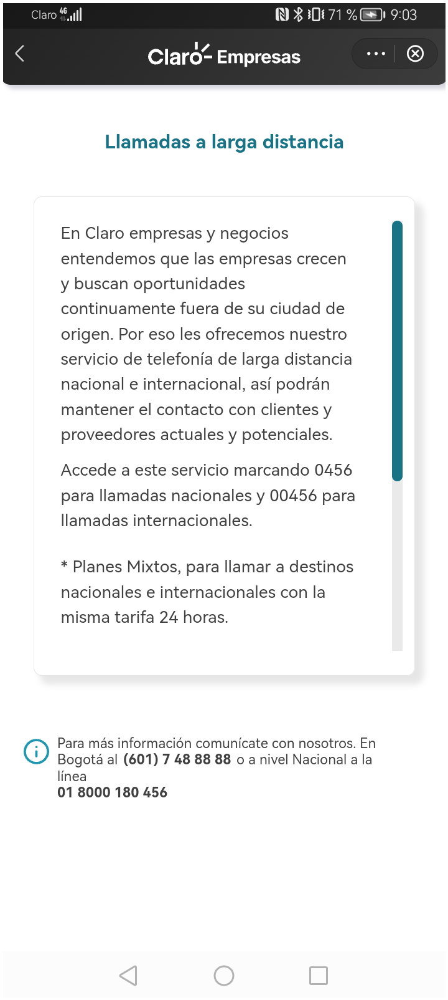 Claro 4G 71 % 9:03
Claro Empresas
Llamadas a larga distancia
En Claro empresas y negocios
entendemos que las empresas crecen
y buscan oportunidades
continuamente fuera de su ciudad de
origen. Por eso les ofrecemos nuestro
servicio de telefonía de larga distancia
nacional e internacional, así podrán
mantener el contacto con clientes y
proveedores actuales y potenciales.
Accede a este servicio marcando 0456
para llamadas nacionales y 00456 para
llamadas internacionales.
* Planes Mixtos, para llamar a destinos
nacionales e internacionales con la
misma tarifa 24 horas.
Para más información comunícate con nosotros. En
Bogotá al (601) 7 48 88 88 o a nivel Nacional a la
línea
01 8000 180 456